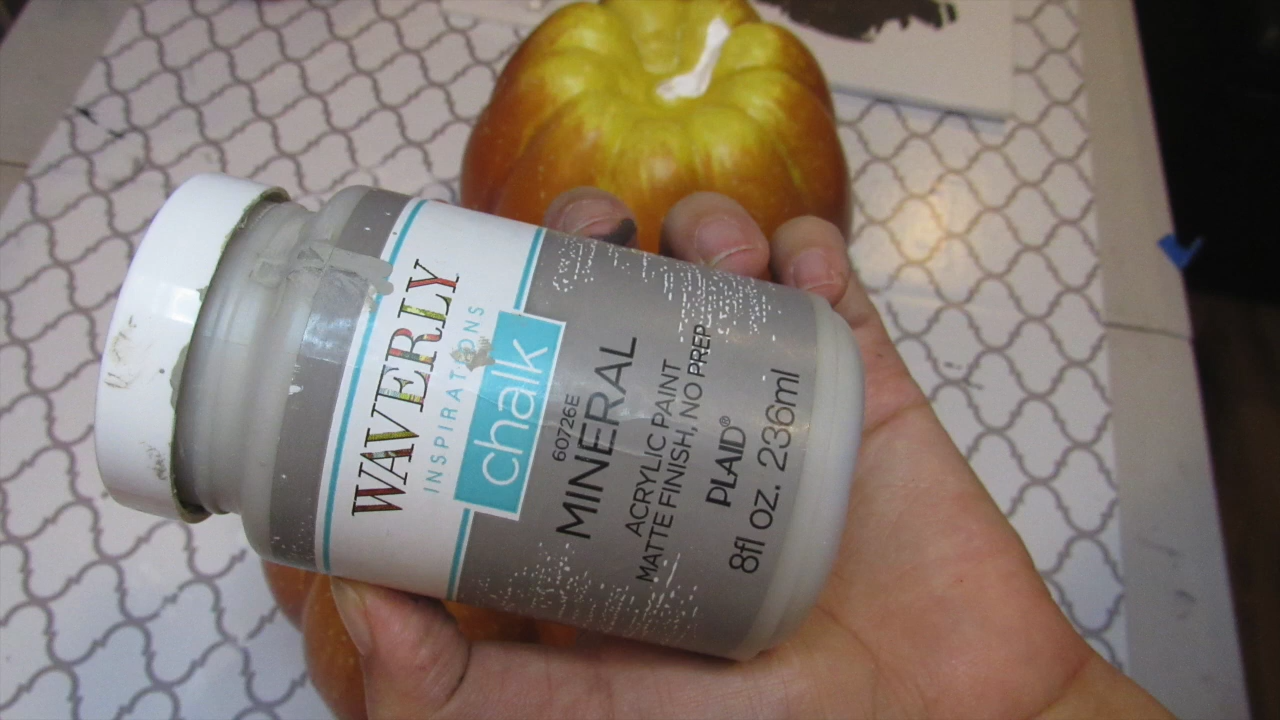 WAVERLY
INSPIRATIONS
chalk
60726E
MINERAL
ACRYLIC PAINT
MATTE FINISH, NO PREP
PLAID®
8fl oz. 236ml